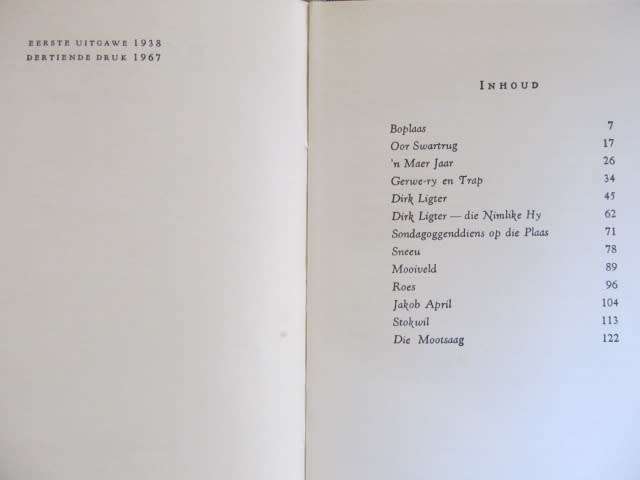 EERSTE UITGAWE 1938
DERTIENDE DRUK 1967
INHOUD
Boplaas 7
Oor Swartrug 17
'n Maer Jaar 26
Gerwe-ry en Trap 34
Dirk Ligter 45
Dirk Ligter — die Nimlike Hy 62
Sondagoggenddiens op die Plaas 71
Sneeu 78
Mooiveld 89
Roes 96
Jakob April 104
Stokwil 113
Die Mootsaag 122